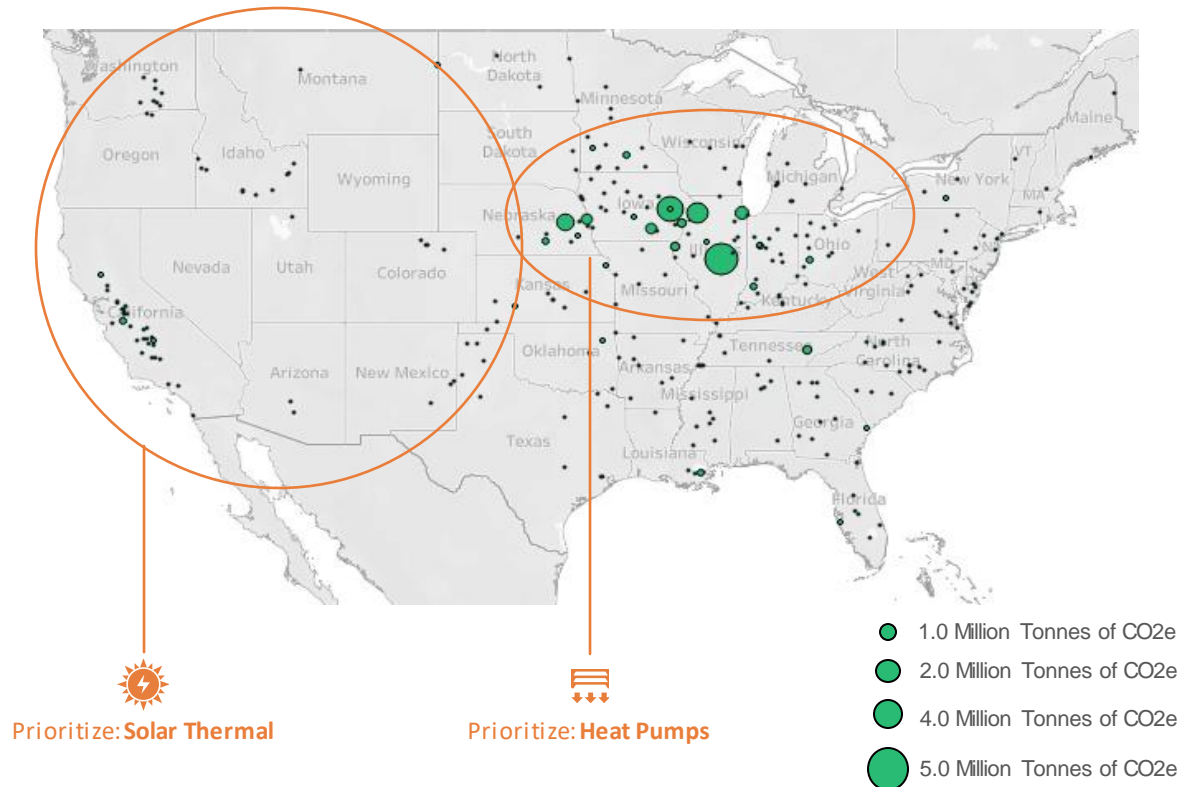 Washington
Montana
North
Dakota
Minnesota
Maine
Oregon
Idaho
South
Dakota
Wisconsin
VT
Wyoming
Michigan
New York
MA
Nebraska
Iowa
Nevada
Utah
Colorado
Ohio
Kansas
Missouri
West
Virginia
MD
California
Kentucky
Arizona
New Mexico
Oklahoma
Tennessee
North
Carolina
Arkansas
Mississippi
Georgia
Texas
Louisiana
Florida
1.0 Million Tonnes of CO2e
2.0 Million Tonnes of CO2e
4.0 Million Tonnes of CO2e
5.0 Million Tonnes of CO2e
Prioritize: Solar Thermal
Prioritize: Heat Pumps